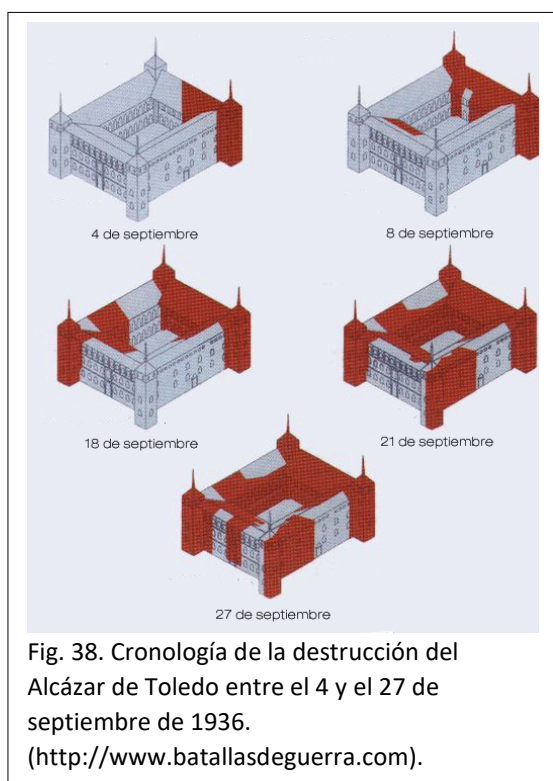 4 de septiembre
8 de septiembre
18 de septiembre
21 de septiembre
27 de septiembre
Fig. 38. Cronología de la destrucción del
Alcázar de Toledo entre el 4 y el 27 de
septiembre de 1936.
(http://www.batallasdeguerra.com).